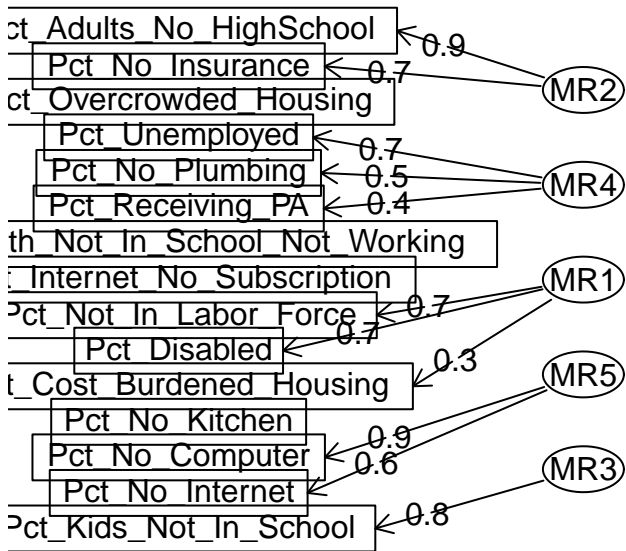 ct_Adults_No_HighSchool
0.9
Pct_No_Insurance
0.7
MR2
ct_Overcrowded_Housing
Pct_Unemployed
0.7
Pct_No_Plumbing
0.5
MR4
Pct_Receiving_PA
0.4
th_Not_In_School_Not_Working
t_Internet_No_Subscription
MR1
Pct_Not_In_Labor_Force
0.7
Pct_Disabled
0.7
t_Cost_Burdened_Housing
0.3
MR5
Pct_No_Kitchen
Pct_No_Computer
0.9
Pct_No_Internet
0.6
MR3
Pct_Kids_Not_In_School
0.8